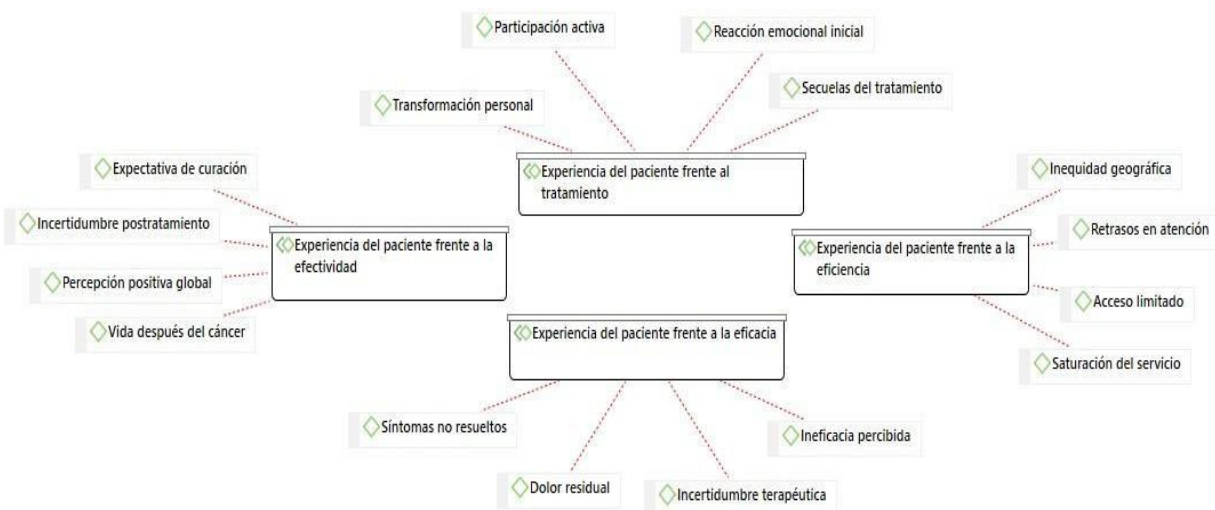 Participación activa
Reacción emocional inicial
Transformación personal
Secuelas del tratamiento
Experiencia del paciente frente al
tratamiento
Expectativa de curación
Incertidumbre postratamiento
Percepción positiva global
Vida después del cáncer
Experiencia del paciente frente a la
efectividad
Inequidad geográfica
Retrasos en atención
Acceso limitado
Saturación del servicio
Experiencia del paciente frente a la
eficiencia
Experiencia del paciente frente a la eficacia
Síntomas no resueltos
Dolor residual
Incertidumbre terapéutica
Ineficacia percibida